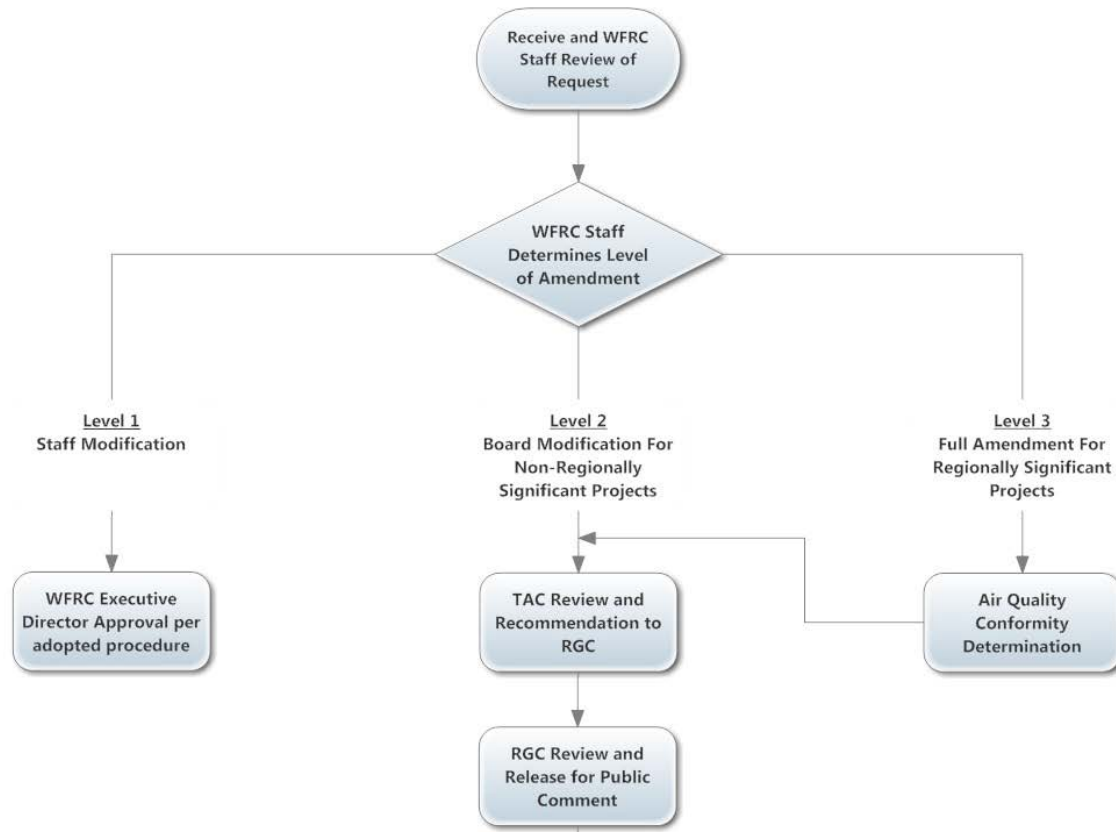 Receive and WFRC
Staff Review of
Request
WFRC Staff
Determines Level
of Amendment
Level 1
Staff Modification
Level 2
Board Modification For
Non-Regionally
Significant Projects
Level 3
Full Amendment For
Regionally Significant
Projects
WFRC Executive
Director Approval per
adopted procedure
TAC Review and
Recommendation to
RGC
Air Quality
Conformity
Determination
RGC Review and
Release for Public
Comment